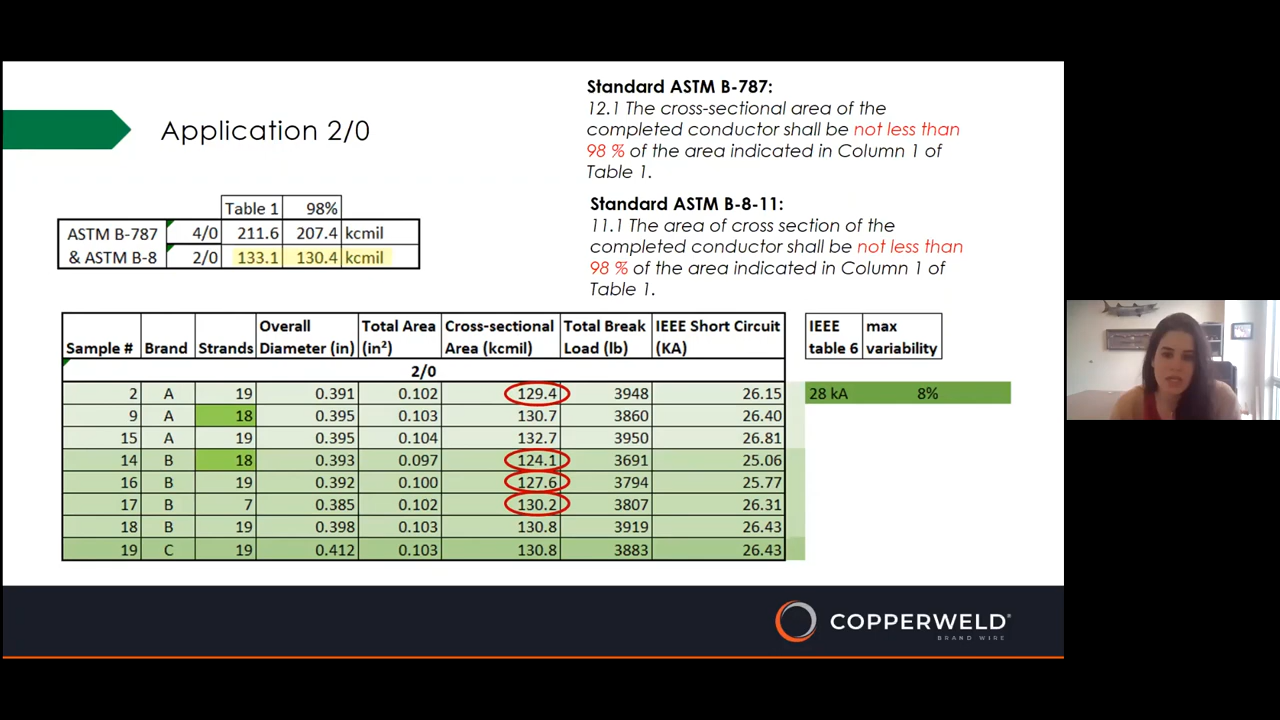 Application 2/0
Standard ASTM B-787:
12.1 The cross-sectional area of the
completed conductor shall be not less than
98 % of the area indicated in Column 1 of
Table 1.
Standard ASTM B-8-11:
11.1 The area of cross section of the
completed conductor shall be not less than
98 % of the area indicated in Column 1 of
Table 1.
Table 1 98%
ASTM B-787 4/0 211.6 207.4 kcmil
& ASTM B-8 2/0 133.1 130.4 kcmil
Overall Total Area Cross-sectional Total Break IEEE Short Circuit
Sample # Brand Strands Diameter (in) (in²) Area (kcmil) Load (lb) (KA)
2/0
2 A 19 0.391 0.102 129.4 3948 26.15
9 A 18 0.395 0.103 130.7 3860 26.40
15 A 19 0.395 0.104 132.7 3950 26.81
14 B 18 0.393 0.097 124.1 3691 25.06
16 B 19 0.392 0.100 127.6 3794 25.77
17 B 7 0.385 0.102 130.2 3807 26.31
18 B 19 0.398 0.103 130.8 3919 26.43
19 C 19 0.412 0.103 130.8 3883 26.43
IEEE max
table 6 variability
28 kA 8%
COPPERWELD®
BRAND WIRE